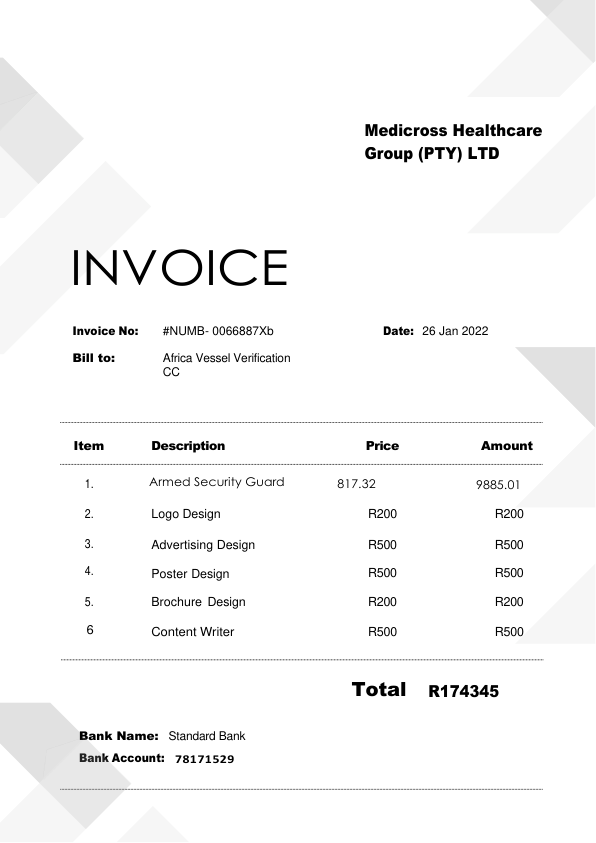 Medicross Healthcare
Group (PTY) LTD
INVOICE
Invoice No: #NUMB- 0066887Xb Date: 26 Jan 2022
Bill to: Africa Vessel Verification
CC
Item Description Price Amount
1. Armed Security Guard 817.32 9885.01
2. Logo Design R200 R200
3. Advertising Design R500 R500
4. Poster Design R500 R500
5. Brochure Design R200 R200
6 Content Writer R500 R500
Total R174345
Bank Name: Standard Bank
Bank Account: 78171529